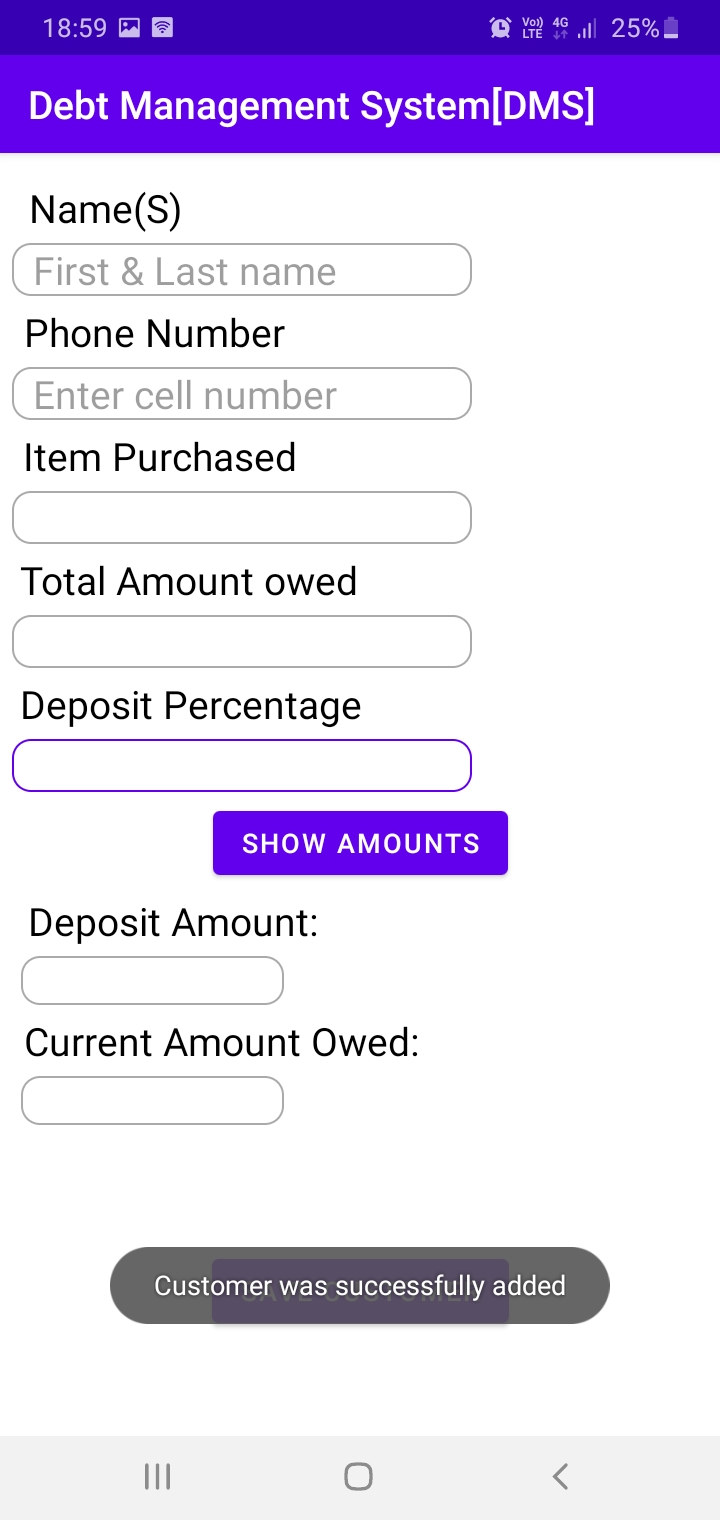 18:59 Vo)) LTE 4G 25%
Debt Management System[DMS]
Name(S)
First & Last name
Phone Number
Enter cell number
Item Purchased
Total Amount owed
Deposit Percentage
SHOW AMOUNTS
Deposit Amount:
Current Amount Owed:
Customer was successfully added